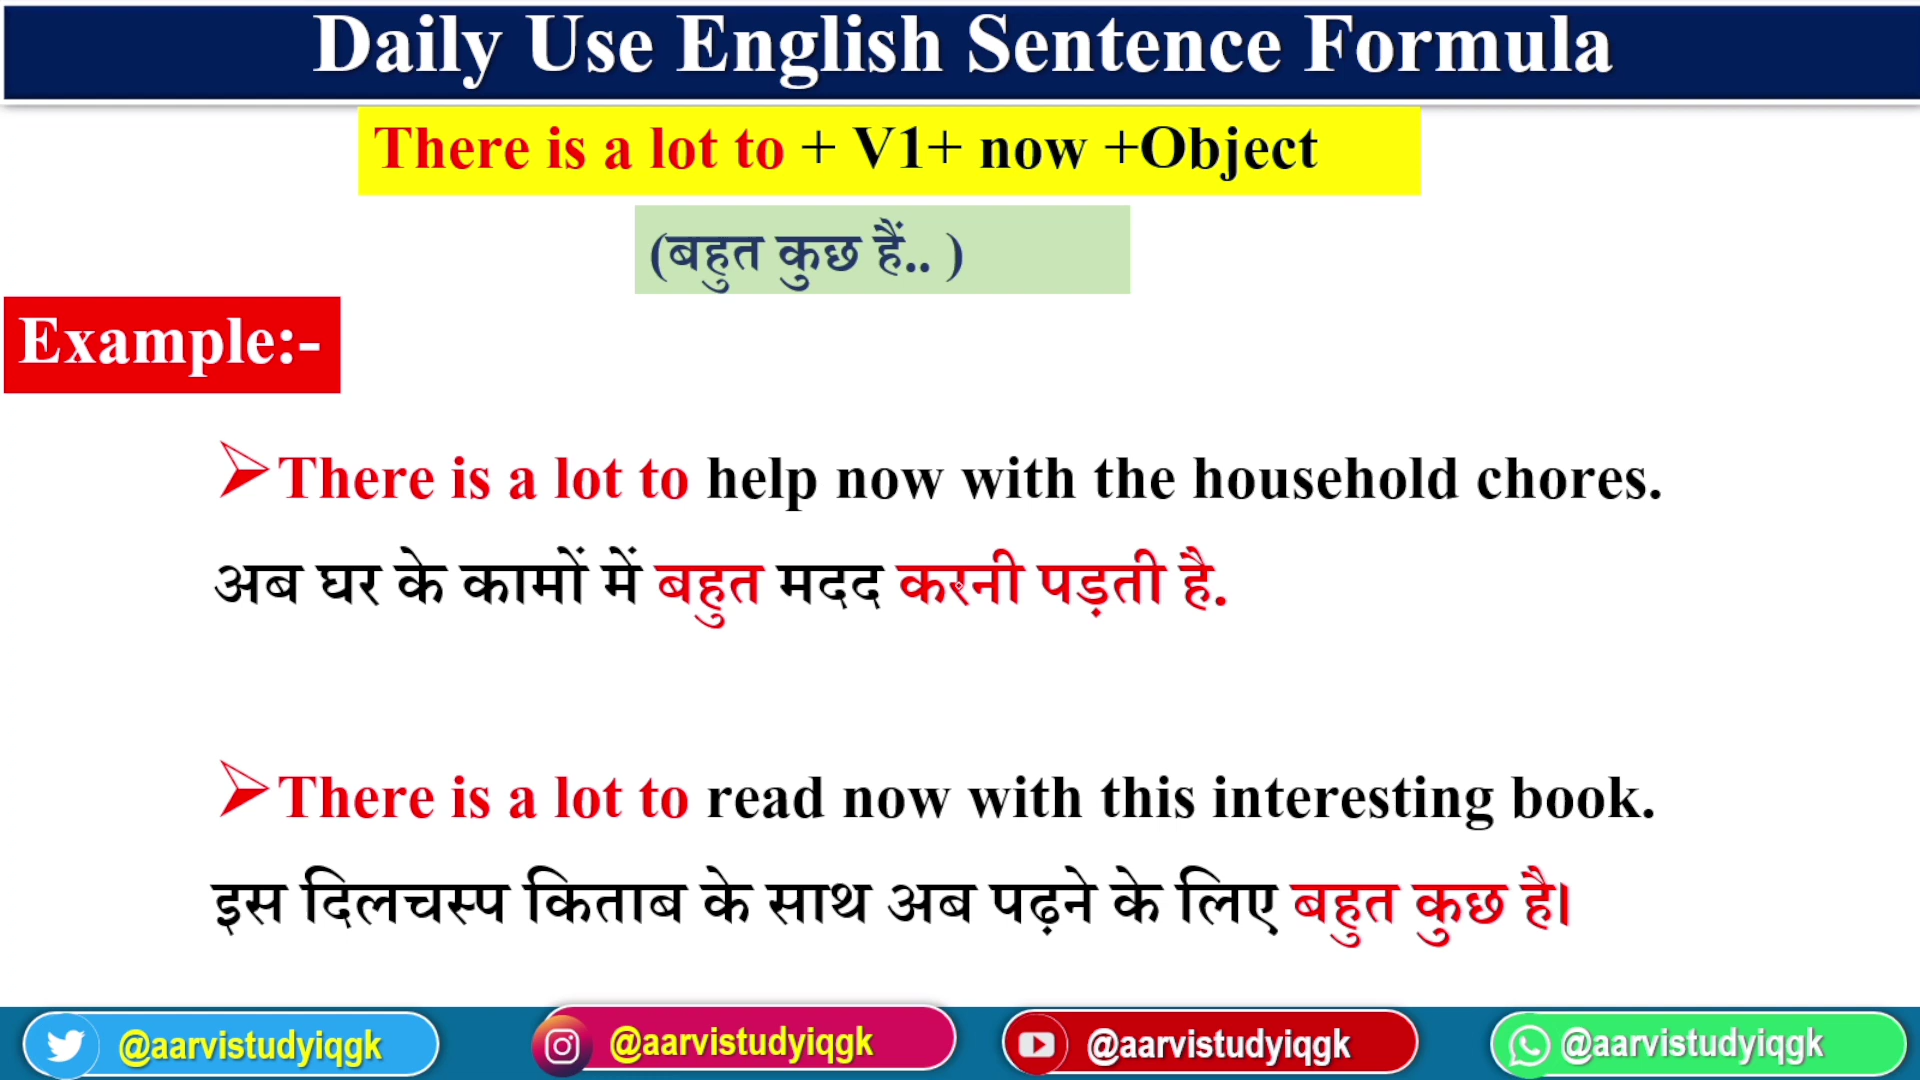 Daily Use English Sentence Formula
There is a lot to + V1+ now +Object
(बहुत कुछ हैं.. )
Example:-
There is a lot to help now with the household chores.
अब घर के कामों में बहुत मदद करनी पड़ती है.
There is a lot to read now with this interesting book.
इस दिलचस्प किताब के साथ अब पढ़ने के लिए बहुत कुछ है।
@aarvistudyiqgk @aarvistudyiqgk @aarvistudyiqgk @aarvistudyiqgk